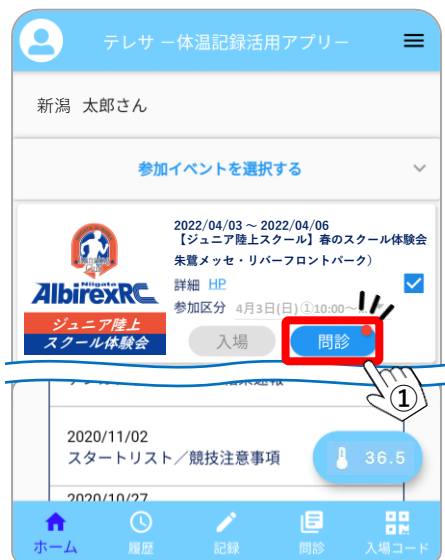 テレサ ー体温記録活用アプリー
新潟 太郎さん
参加イベントを選択する
2022/04/03 ~ 2022/04/06
【ジュニア陸上スクール】春のスクール体験会
朱鷺メッセ・リバーフロントパーク）
詳細 HP
参加区分 4月3日(日)①10:00~
Niigata
AlbirexRC
ジュニア陸上
スクール体験会
入場
問診
①
2020/11/02
スタートリスト／競技注意事項
36.5
2020/10/27
ホーム
履歴
記録
問診
入場コード